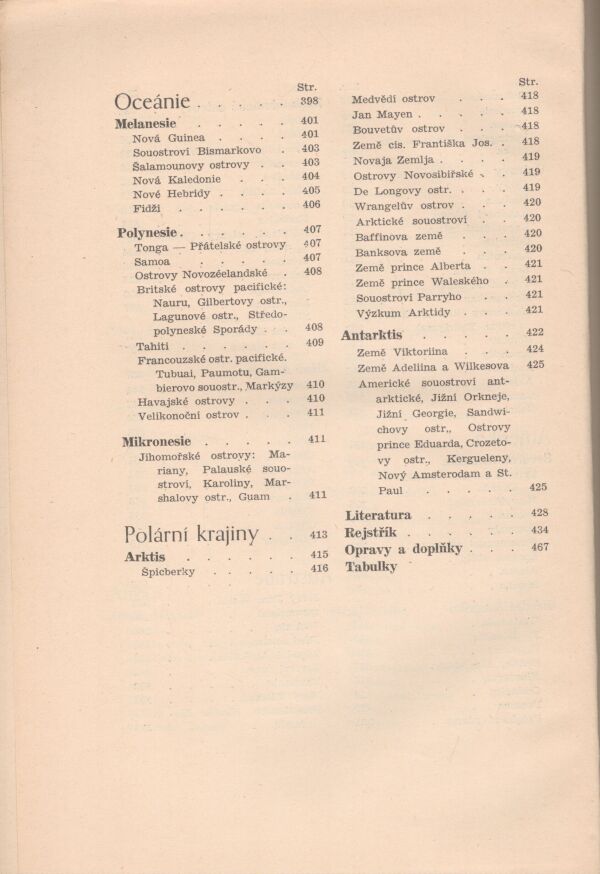 Str.
Oceánie . . . . . 398
Melanesie . . . . . 401
Nová Guinea . . . . 401
Souostroví Bismarkovo . 403
Šalamounovy ostrovy . . 403
Nová Kaledonie . . . 404
Nové Hebridy . . . . 405
Fidži . . . . . 406
Polynesie . . . . . 407
Tonga — Přátelské ostrovy 407
Samoa . . . . . 407
Ostrovy Novozéelandské . 408
Britské ostrovy pacifické:
Nauru, Gilbertovy ostr.,
Lagunové ostr., Středo-
polyneské Sporády . . 408
Tahiti . . . . . 409
Francouzské ostr. pacifické.
Tubuai, Paumotu, Gam-
bierovo souostr., Markýzy 410
Havajské ostrovy . . . 410
Velikonoční ostrov . . . 411
Mikronesie . . . . . 411
Jihomořské ostrovy: Ma-
riany, Palauské souo-
stroví, Karoliny, Mar-
shalovy ostr., Guam . 411
Polární krajiny . . 413
Arktis . . . . . . 415
Špicberky . . . . . 416
Str.
Medvědí ostrov . . . 418
Jan Mayen . . . . . 418
Bouvetův ostrov . . . 418
Země cis. Františka Jos. . 418
Novaja Zemlja . . . . 419
Ostrovy Novosibiřské . . 419
De Longovy ostr. . . . 419
Wrangelův ostrov . . . 420
Arktické souostroví . . 420
Baffinova země . . . 420
Banksova země . . . 420
Země prince Alberta . . 421
Země prince Waleského . 421
Souostroví Parryho . . 421
Výzkum Arktidy . . . 421
Antarktis . . . . . 422
Země Viktoriina . . . 424
Země Adeliina a Wilkesova 425
Americké souostroví ant-
arktické, Jižní Orkneje,
Jižní Georgie, Sandwi-
chovy ostr., Ostrovy
prince Eduarda, Crozeto-
vy ostr., Kergueleny,
Nový Amsterodam a St.
Paul . . . . . 425
Literatura . . . . . 428
Rejstřík . . . . . 434
Opravy a doplňky . . . 467
Tabulky